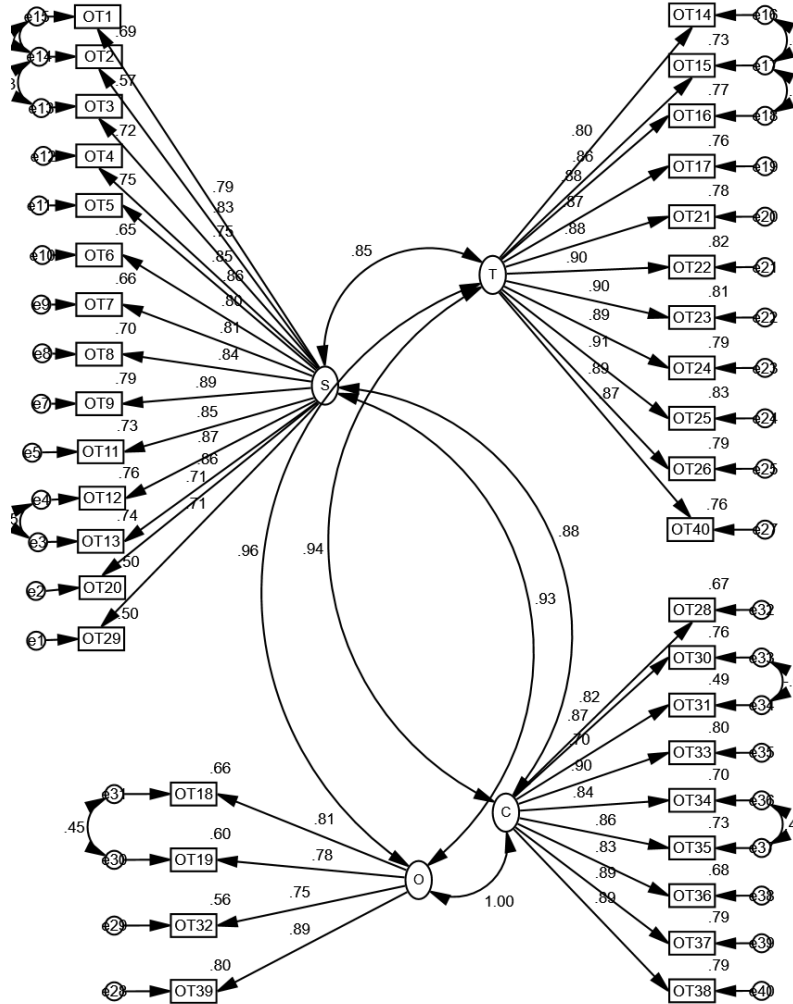 e15 OT1
.69
e14 OT2
.57
e13 OT3
.72
e12 OT4
.75
e11 OT5
.65
e10 OT6
.66
e9 OT7
.70
e8 OT8
.79
e7 OT9
.73
e5 OT11
.76
e4 OT12
.74
e3 OT13
.50
e2 OT20
.50
e1 OT29
.79
.83
.75
.85
.86
.80
.81
.84
.89
.85
.87
.86
.71
.71
S
.85
T
.80
.86
.88
.87
.88
.90
.90
.89
.91
.89
.87
OT14 e16
.73
OT15
.77
OT16 e18
.76
OT17 e19
.78
OT21 e20
.82
OT22 e21
.81
OT23 e22
.79
OT24 e23
.83
OT25 e24
.79
OT26 e25
.76
OT40 e27
.96
.94
.88
.93
.67
OT28 e32
.76
OT30 e33
.49
OT31 e34
.80
OT33 e35
.70
OT34 e36
.73
OT35
.68
OT36 e38
.79
OT37 e39
.79
OT38 e40
.82
.87
.70
.90
.84
.86
.83
.89
.89
C
1.00
O
.66
e31 OT18
.45
.60
e30 OT19
.56
e29 OT32
.80
e28 OT39
.81
.78
.75
.89